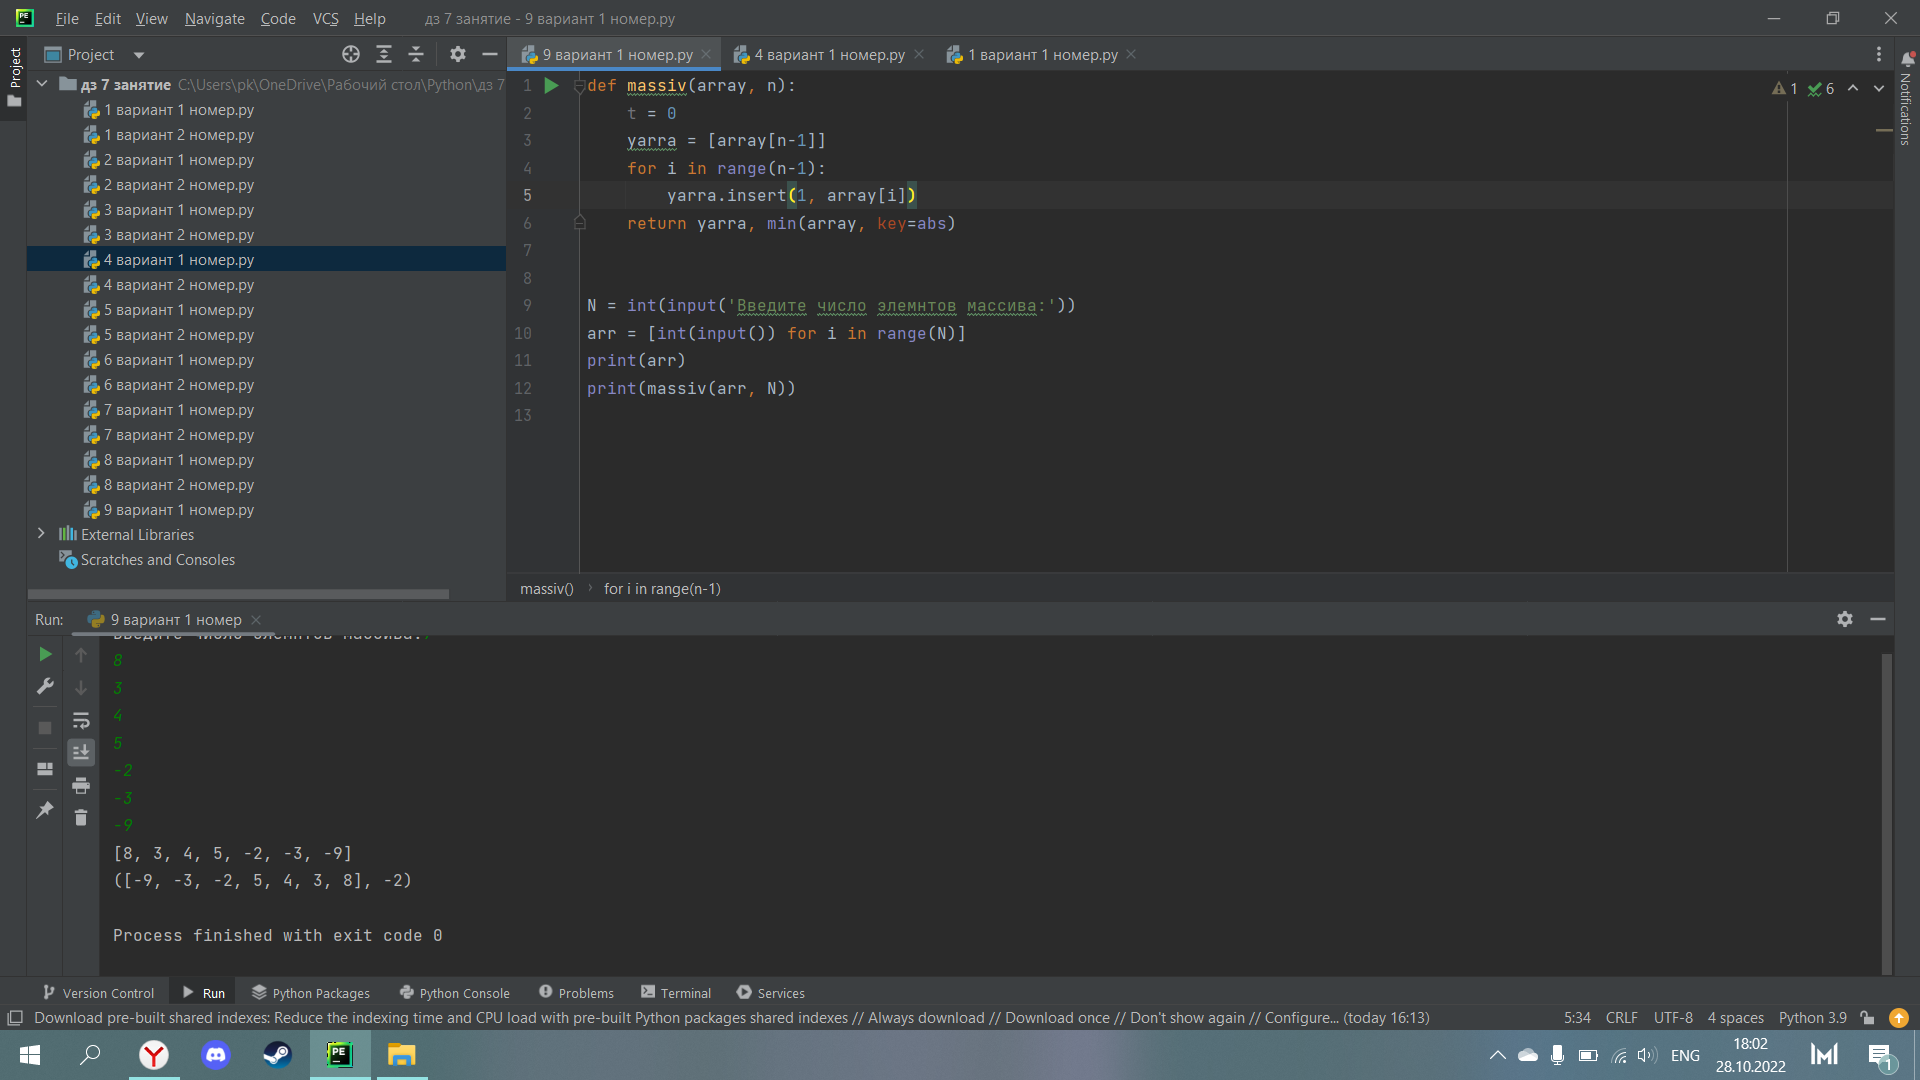 File Edit View Navigate Code VCS Help дз 7 занятие - 9 вариант 1 номер.py
Project
Project
9 вариант 1 номер.py
4 вариант 1 номер.py
1 вариант 1 номер.py
Notifications
дз 7 занятие C:\Users\pk\OneDrive\Рабочий стол\Python\дз 7
1 вариант 1 номер.py
1 вариант 2 номер.py
2 вариант 1 номер.py
2 вариант 2 номер.py
3 вариант 1 номер.py
3 вариант 2 номер.py
4 вариант 1 номер.py
4 вариант 2 номер.py
5 вариант 1 номер.py
5 вариант 2 номер.py
6 вариант 1 номер.py
6 вариант 2 номер.py
7 вариант 1 номер.py
7 вариант 2 номер.py
8 вариант 1 номер.py
8 вариант 2 номер.py
9 вариант 1 номер.py
External Libraries
Scratches and Consoles
1 def massiv(array, n):
1 6
2 t = 0
3 yarra = [array[n-1]]
4 for i in range(n-1):
5 yarra.insert(1, array[i])
6 return yarra, min(array, key=abs)
7
8
9 N = int(input('Введите число элемнтов массива:'))
10 arr = [int(input()) for i in range(N)]
11 print(arr)
12 print(massiv(arr, N))
13
massiv() for i in range(n-1)
Run: 9 вариант 1 номер
Введите число элемнтов массива:7
8
3
4
5
-2
-3
-9
[8, 3, 4, 5, -2, -3, -9]
([-9, -3, -2, 5, 4, 3, 8], -2)
Process finished with exit code 0
Version Control Run Python Packages Python Console Problems Terminal Services
Download pre-built shared indexes: Reduce the indexing time and CPU load with pre-built Python packages shared indexes // Always download // Download once // Don't show again // Configure... (today 16:13) 5:34 CRLF UTF-8 4 spaces Python 3.9
ENG
18:02
28.10.2022
1